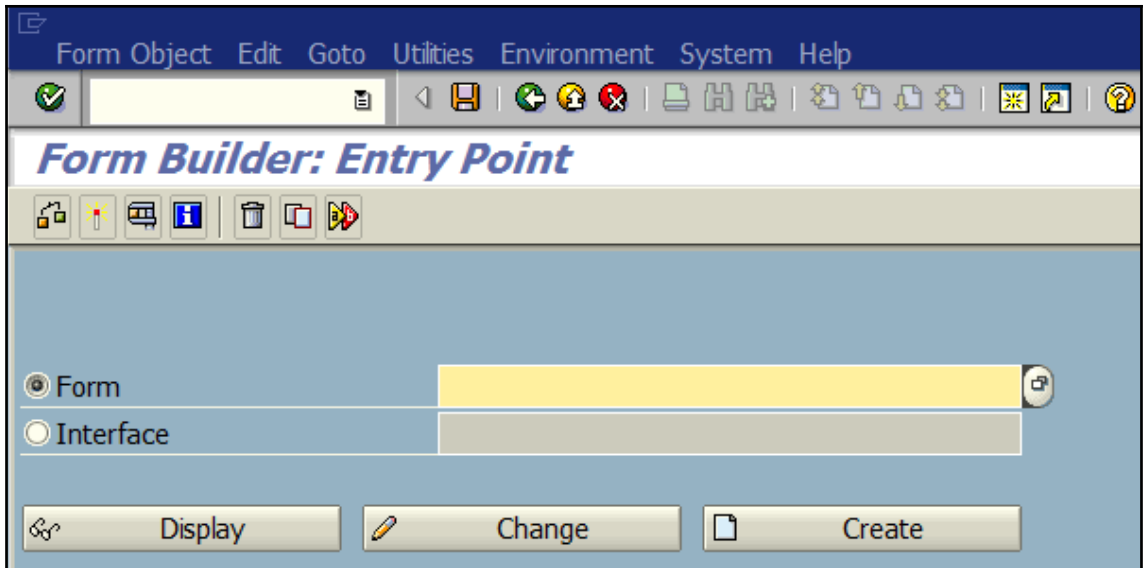 Form Object Edit Goto Utilities Environment System Help
Form Builder: Entry Point
Form
Interface
Display Change Create